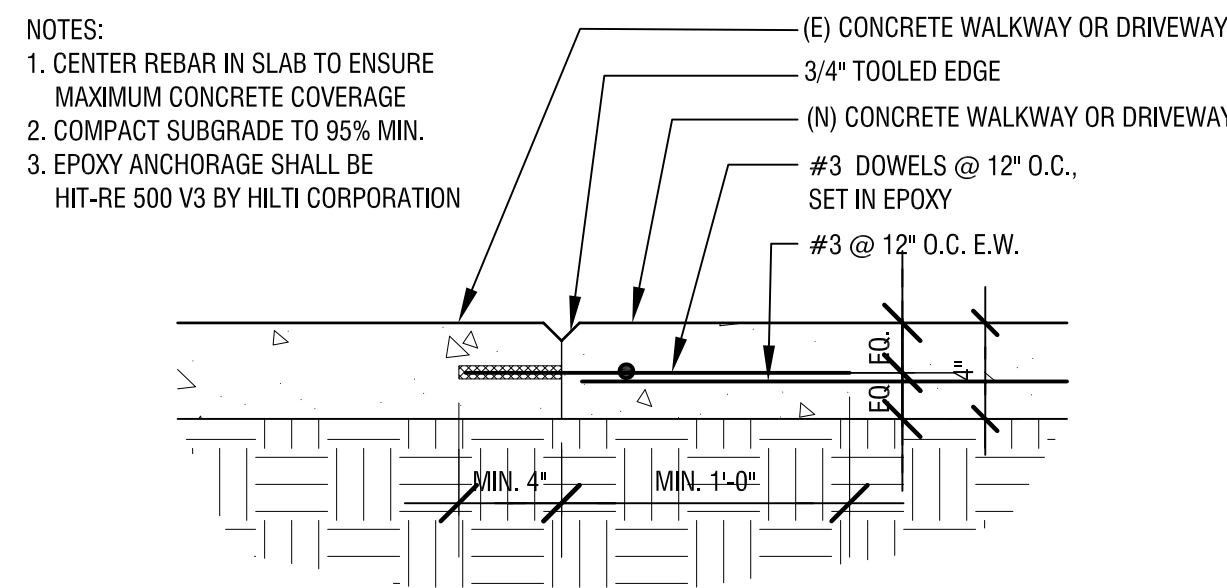 NOTES:
1. CENTER REBAR IN SLAB TO ENSURE
MAXIMUM CONCRETE COVERAGE
2. COMPACT SUBGRADE TO 95% MIN.
3. EPOXY ANCHORAGE SHALL BE
HIT-RE 500 V3 BY HILTI CORPORATION
(E) CONCRETE WALKWAY OR DRIVEWAY
3/4" TOOLED EDGE
(N) CONCRETE WALKWAY OR DRIVEWAY
#3 DOWELS @ 12" O.C.,
SET IN EPOXY
#3 @ 12" O.C. E.W.
EQ.
EQ
4"
MIN. 4"
MIN. 1'-0"